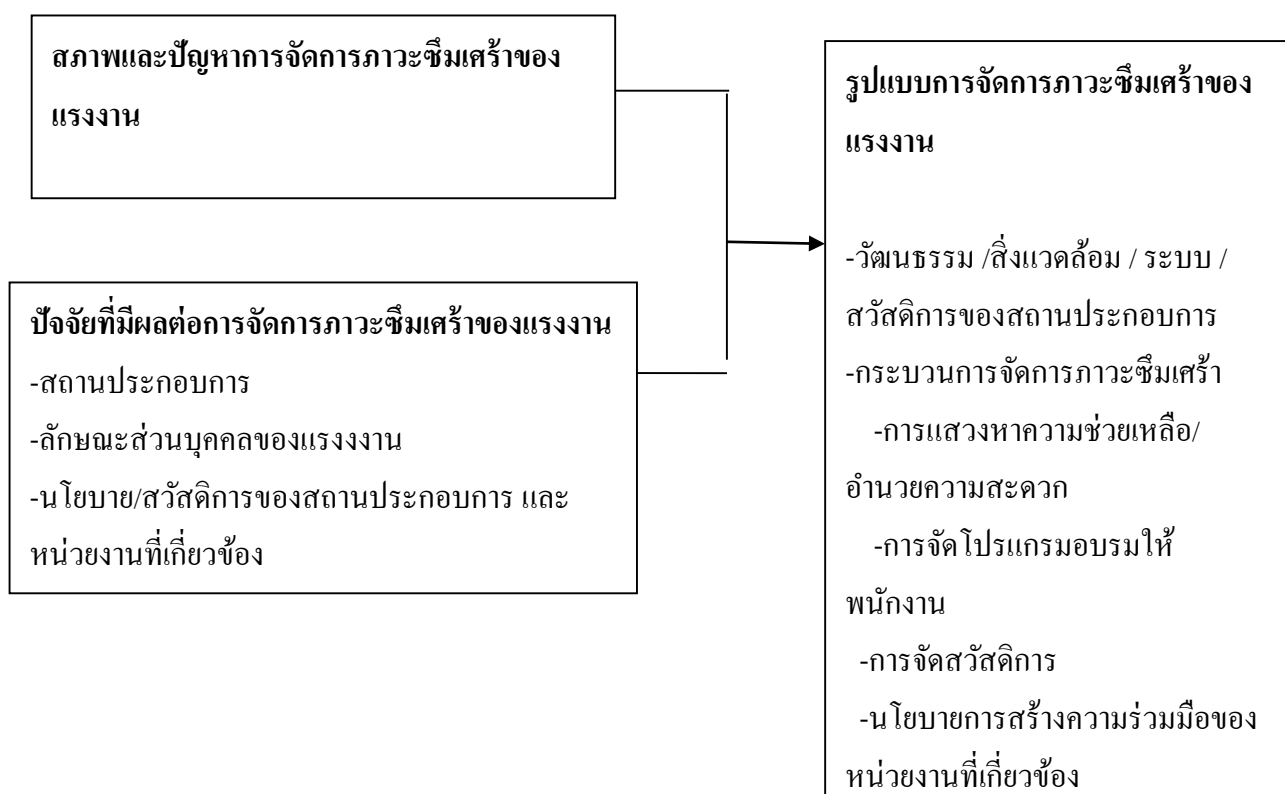 สภาพและปัญหาการจัดการภาวะซึมเศร้าของ
แรงงาน
ปัจจัยที่มีผลต่อการจัดการภาวะซึมเศร้าของแรงงาน
-สถานประกอบการ
-ลักษณะส่วนบุคคลของแรงงงาน
-นโยบาย/สวัสดิการของสถานประกอบการ และ
หน่วยงานที่เกี่ยวข้อง
รูปแบบการจัดการภาวะซึมเศร้าของ
แรงงาน
-วัฒนธรรม /สิ่งแวดล้อม / ระบบ /
สวัสดิการของสถานประกอบการ
-กระบวนการจัดการภาวะซึมเศร้า
-การแสวงหาความช่วยเหลือ/
อำนวยความสะดวก
-การจัดโปรแกรมอบรมให้
พนักงาน
-การจัดสวัสดิการ
-นโยบายการสร้างความร่วมมือของ
หน่วยงานที่เกี่ยวข้อง